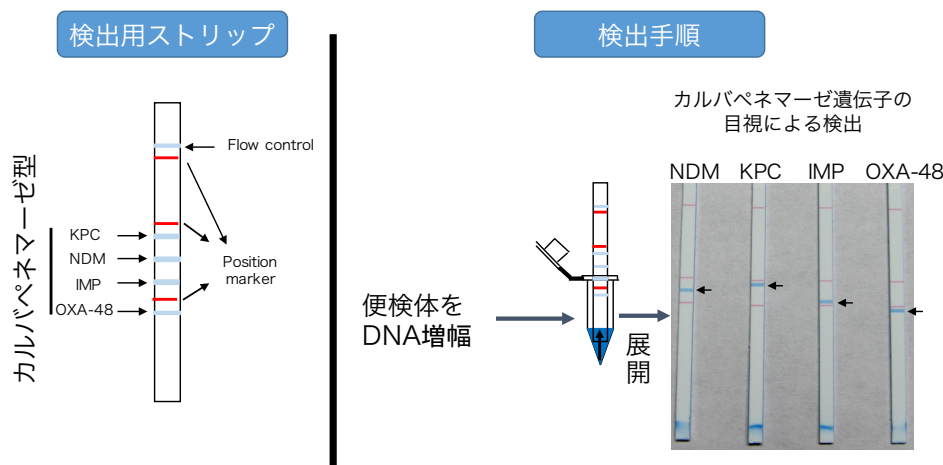 検出用ストリップ
Flow control
カルバペネマーゼ型
KPC
NDM
IMP
OXA-48
Position
marker
検出手順
カルバペネマーゼ遺伝子の
目視による検出
NDM KPC IMP OXA-48
便検体を
DNA増幅
展開